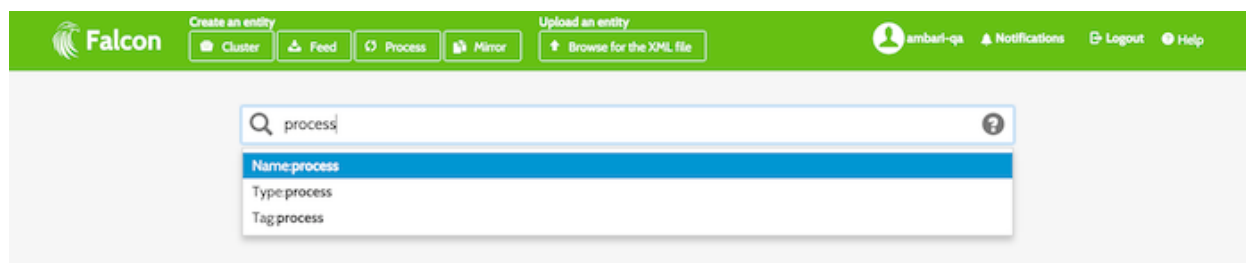 Falcon
Create an entity
Cluster Feed Process Mirror
Upload an entity
Browse for the XML file
ambari-qa Notifications Logout Help
process
Name:process
Type:process
Tag:process